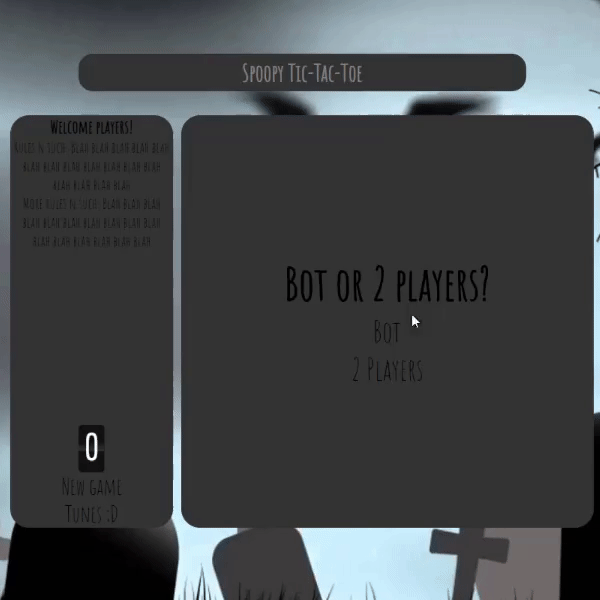 Spoopy Tic-Tac-Toe
Welcome players!
Rules n such: Blah blah blah blah blah
blah blah blah blah blah blah blah
blah blah blah blah
More rules n such: Blah blah blah
blah blah blah blah blah blah blah
blah blah blah blah blah blah
Bot or 2 players?
Bot
2 Players
0
New game
Tunes :D